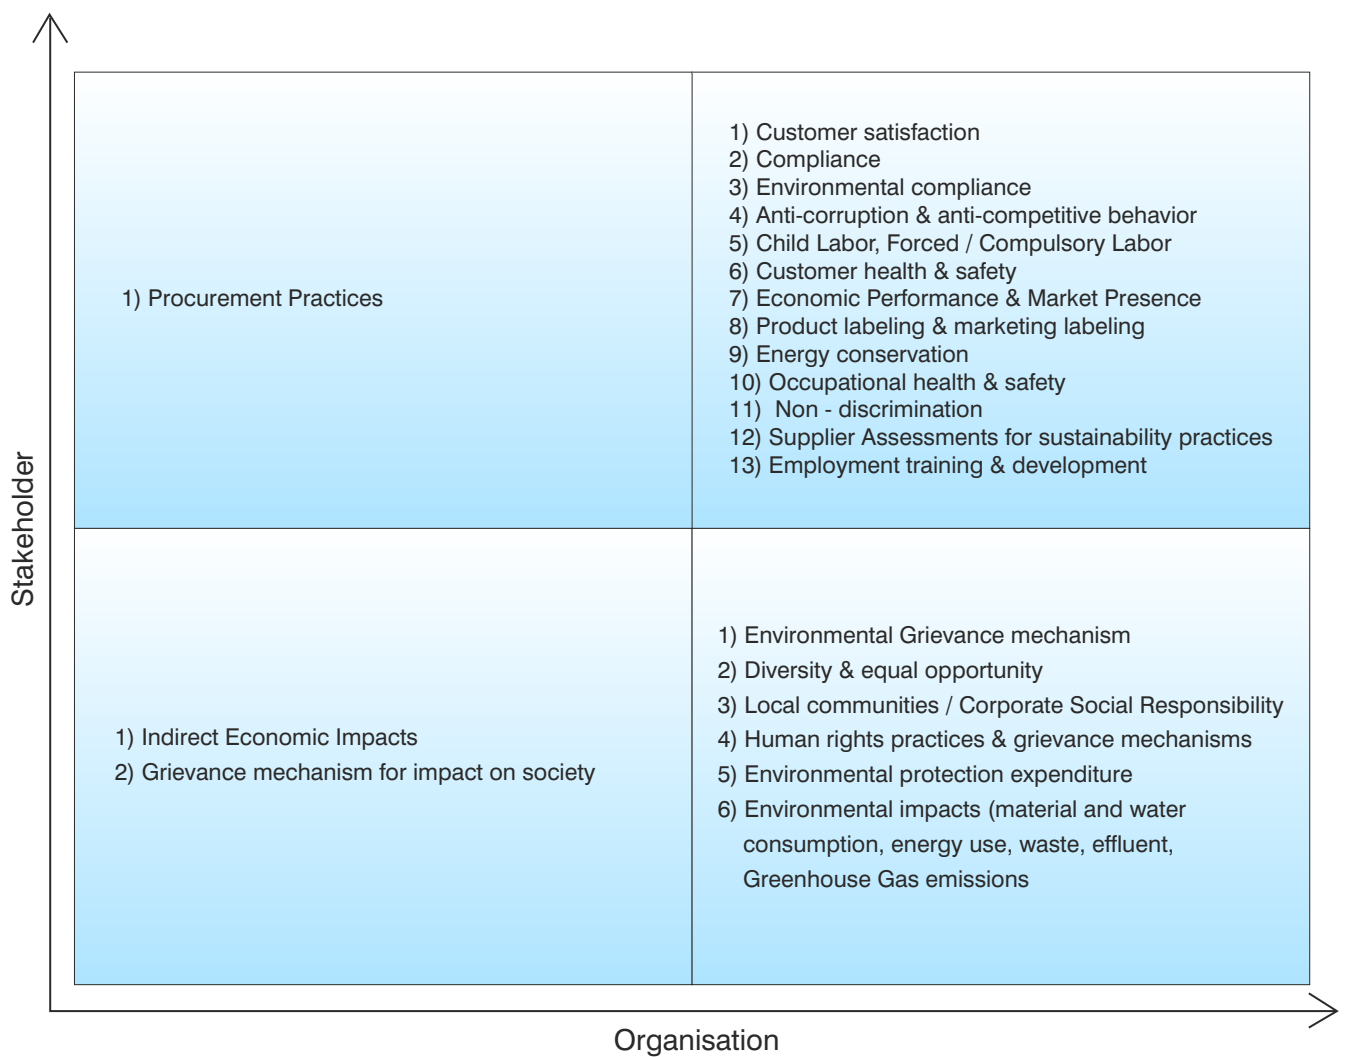 Stakeholder
1) Procurement Practices
1) Customer satisfaction
2) Compliance
3) Environmental compliance
4) Anti-corruption & anti-competitive behavior
5) Child Labor, Forced / Compulsory Labor
6) Customer health & safety
7) Economic Performance & Market Presence
8) Product labeling & marketing labeling
9) Energy conservation
10) Occupational health & safety
11) Non - discrimination
12) Supplier Assessments for sustainability practices
13) Employment training & development
1) Indirect Economic Impacts
2) Grievance mechanism for impact on society
1) Environmental Grievance mechanism
2) Diversity & equal opportunity
3) Local communities / Corporate Social Responsibility
4) Human rights practices & grievance mechanisms
5) Environmental protection expenditure
6) Environmental impacts (material and water
consumption, energy use, waste, effluent,
Greenhouse Gas emissions
Organisation